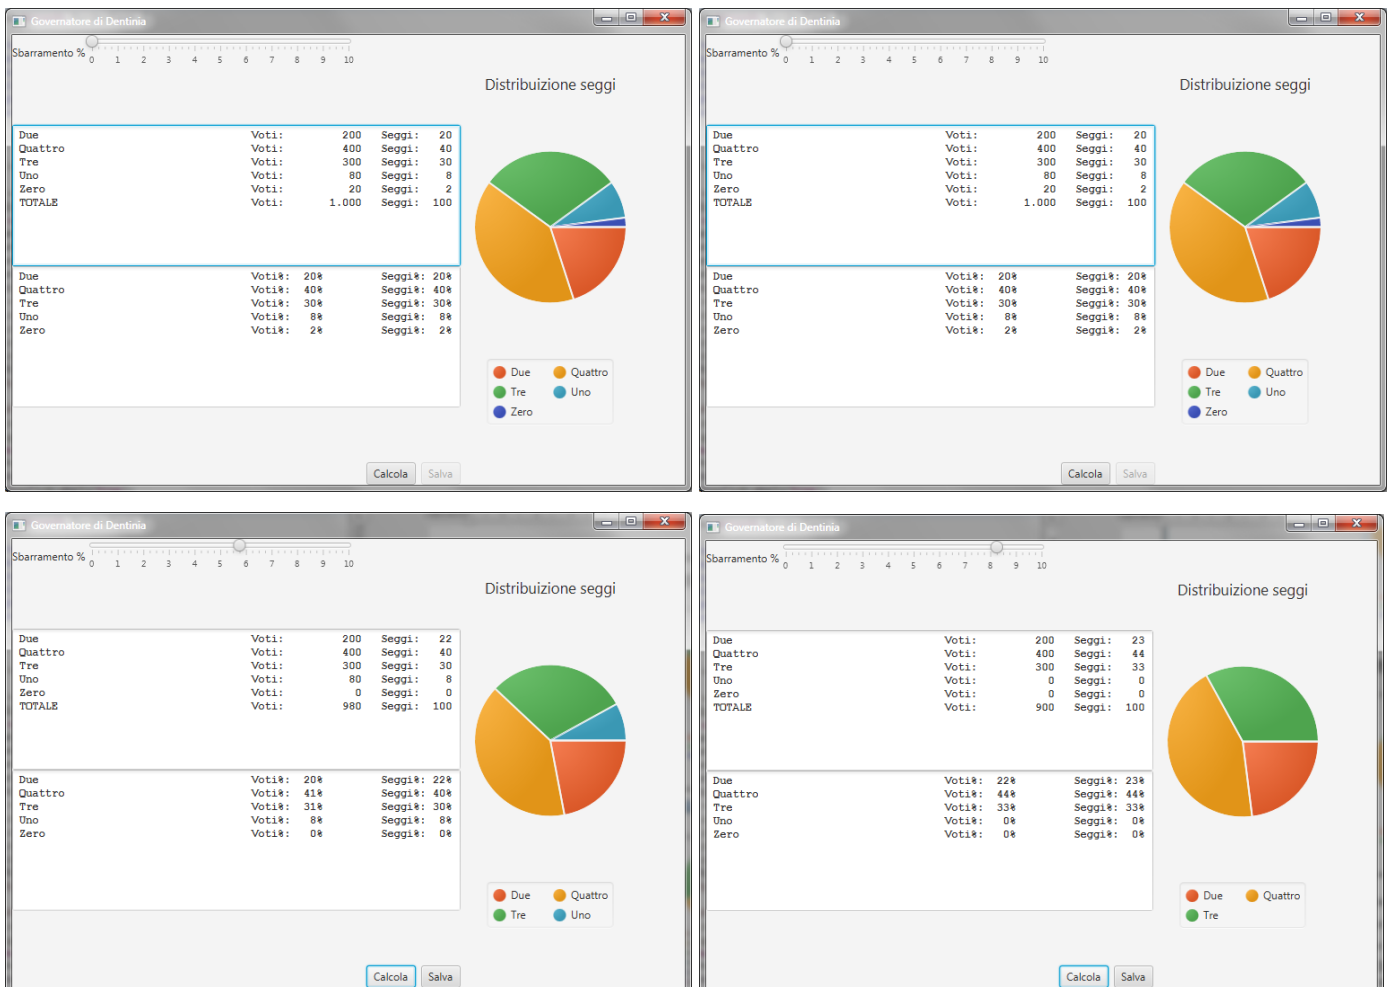 Governatore di Dentinia
Sbarramento %
0 1 2 3 4 5 6 7 8 9 10
Distribuizione seggi
Due Voti: 200 Seggi: 20
Quattro Voti: 400 Seggi: 40
Tre Voti: 300 Seggi: 30
Uno Voti: 80 Seggi: 8
Zero Voti: 20 Seggi: 2
TOTALE Voti: 1.000 Seggi: 100
Due Voti%: 20% Seggi%: 20%
Quattro Voti%: 40% Seggi%: 40%
Tre Voti%: 30% Seggi%: 30%
Uno Voti%: 8% Seggi%: 8%
Zero Voti%: 2% Seggi%: 2%
Due Quattro
Tre Uno
Zero
Calcola Salva
Governatore di Dentinia
Sbarramento %
0 1 2 3 4 5 6 7 8 9 10
Distribuizione seggi
Due Voti: 200 Seggi: 20
Quattro Voti: 400 Seggi: 40
Tre Voti: 300 Seggi: 30
Uno Voti: 80 Seggi: 8
Zero Voti: 20 Seggi: 2
TOTALE Voti: 1.000 Seggi: 100
Due Voti%: 20% Seggi%: 20%
Quattro Voti%: 40% Seggi%: 40%
Tre Voti%: 30% Seggi%: 30%
Uno Voti%: 8% Seggi%: 8%
Zero Voti%: 2% Seggi%: 2%
Due Quattro
Tre Uno
Zero
Calcola Salva
Governatore di Dentinia
Sbarramento %
0 1 2 3 4 5 6 7 8 9 10
Distribuizione seggi
Due Voti: 200 Seggi: 22
Quattro Voti: 400 Seggi: 40
Tre Voti: 300 Seggi: 30
Uno Voti: 80 Seggi: 8
Zero Voti: 0 Seggi: 0
TOTALE Voti: 980 Seggi: 100
Due Voti%: 20% Seggi%: 22%
Quattro Voti%: 41% Seggi%: 40%
Tre Voti%: 31% Seggi%: 30%
Uno Voti%: 8% Seggi%: 8%
Zero Voti%: 0% Seggi%: 0%
Due Quattro
Tre Uno
Calcola Salva
Governatore di Dentinia
Sbarramento %
0 1 2 3 4 5 6 7 8 9 10
Distribuizione seggi
Due Voti: 200 Seggi: 23
Quattro Voti: 400 Seggi: 44
Tre Voti: 300 Seggi: 33
Uno Voti: 0 Seggi: 0
Zero Voti: 0 Seggi: 0
TOTALE Voti: 900 Seggi: 100
Due Voti%: 22% Seggi%: 23%
Quattro Voti%: 44% Seggi%: 44%
Tre Voti%: 33% Seggi%: 33%
Uno Voti%: 0% Seggi%: 0%
Zero Voti%: 0% Seggi%: 0%
Due Quattro
Tre
Calcola Salva